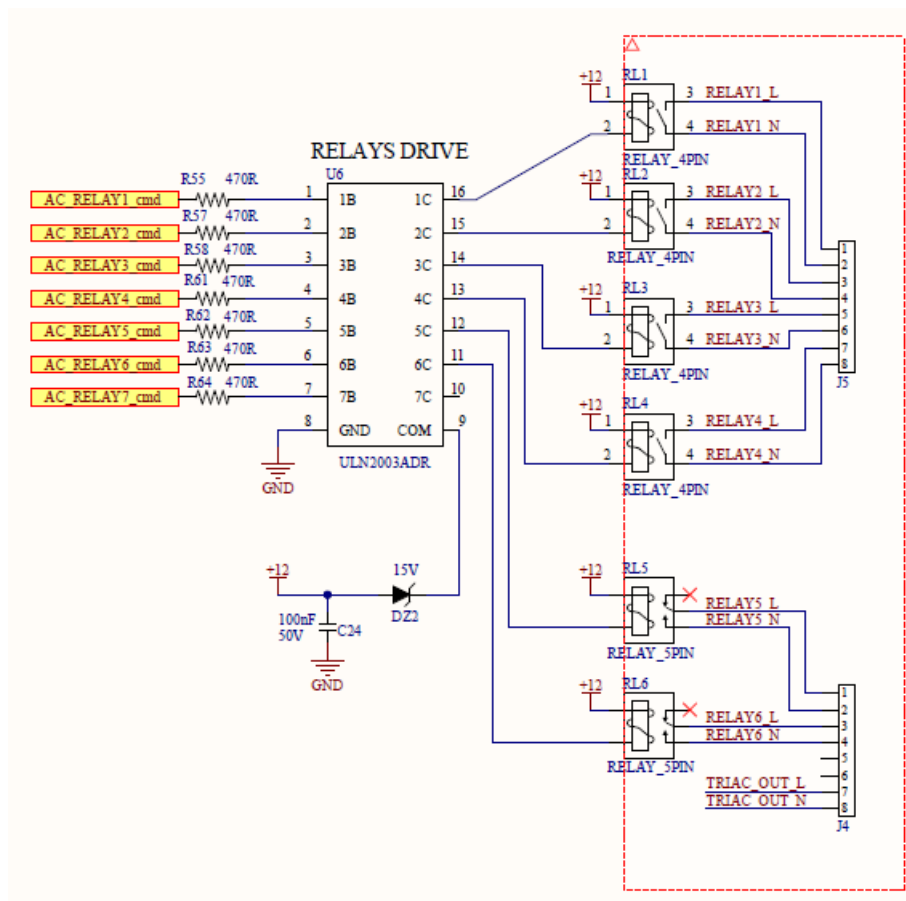 RELAYS DRIVE
U6
AC_RELAY1_cmd
R55 470R
1 1B 1C 16
AC_RELAY2_cmd
R57 470R
2 2B 2C 15
AC_RELAY3_cmd
R58 470R
3 3B 3C 14
AC_RELAY4_cmd
R61 470R
4 4B 4C 13
AC_RELAY5_cmd
R62 470R
5 5B 5C 12
AC_RELAY6_cmd
R63 470R
6 6B 6C 11
AC_RELAY7_cmd
R64 470R
7 7B 7C 10
8 GND COM 9
ULN2003ADR
GND
+12
15V
DZ2
100nF
50V
C24
GND
+12 RL1
1 3 RELAY1_L
2 4 RELAY1_N
RELAY_4PIN
+12 RL2
1 3 RELAY2_L
2 4 RELAY2_N
RELAY_4PIN
+12 RL3
1 3 RELAY3_L
2 4 RELAY3_N
RELAY_4PIN
+12 RL4
1 3 RELAY4_L
2 4 RELAY4_N
RELAY_4PIN
1
2
3
4
5
6
7
8
J5
+12 RL5
RELAY5_L
RELAY5_N
RELAY_5PIN
+12 RL6
RELAY6_L
RELAY6_N
RELAY_5PIN
TRIAC_OUT_L
TRIAC_OUT_N
1
2
3
4
5
6
7
8
J4